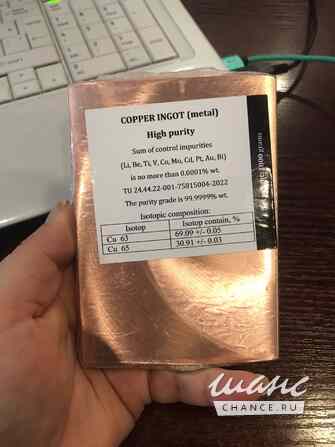 COPPER INGOT (metal)
High purity
Sum of control impurities
(Li, Be, Ti, V, Co, Mo, Cd, Pt, Au, Bi)
is no more than 0.0001% wt.
TU 24.44.22-001-75815004-2022
The purity grade is 99.9999% wt.
Isotopic composition:
Isotop Isotop contain, %
Cu 63 69.09 +/- 0.05
Cu 65 30.91 +/- 0.03
grams
шанс
CHANCE.RU